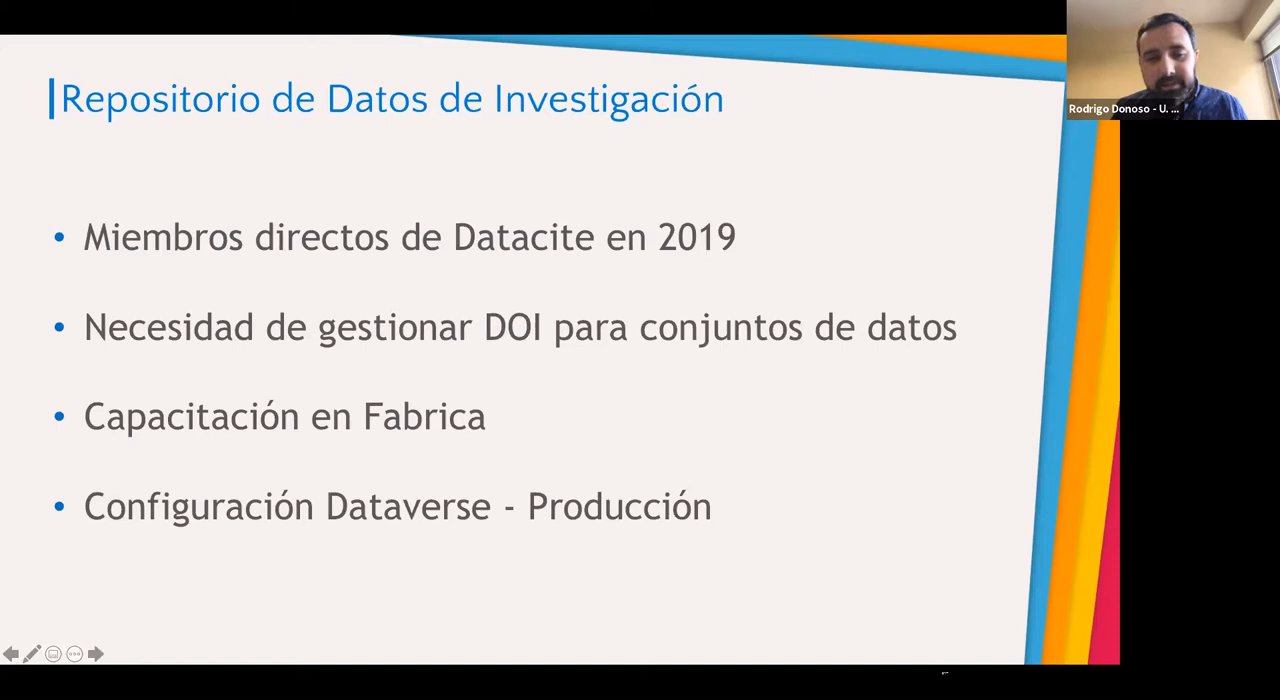 Repositorio de Datos de Investigación
Rodrigo Donoso - U. ...
• Miembros directos de Datacite en 2019
• Necesidad de gestionar DOI para conjuntos de datos
• Capacitación en Fabrica
• Configuración Dataverse - Producción